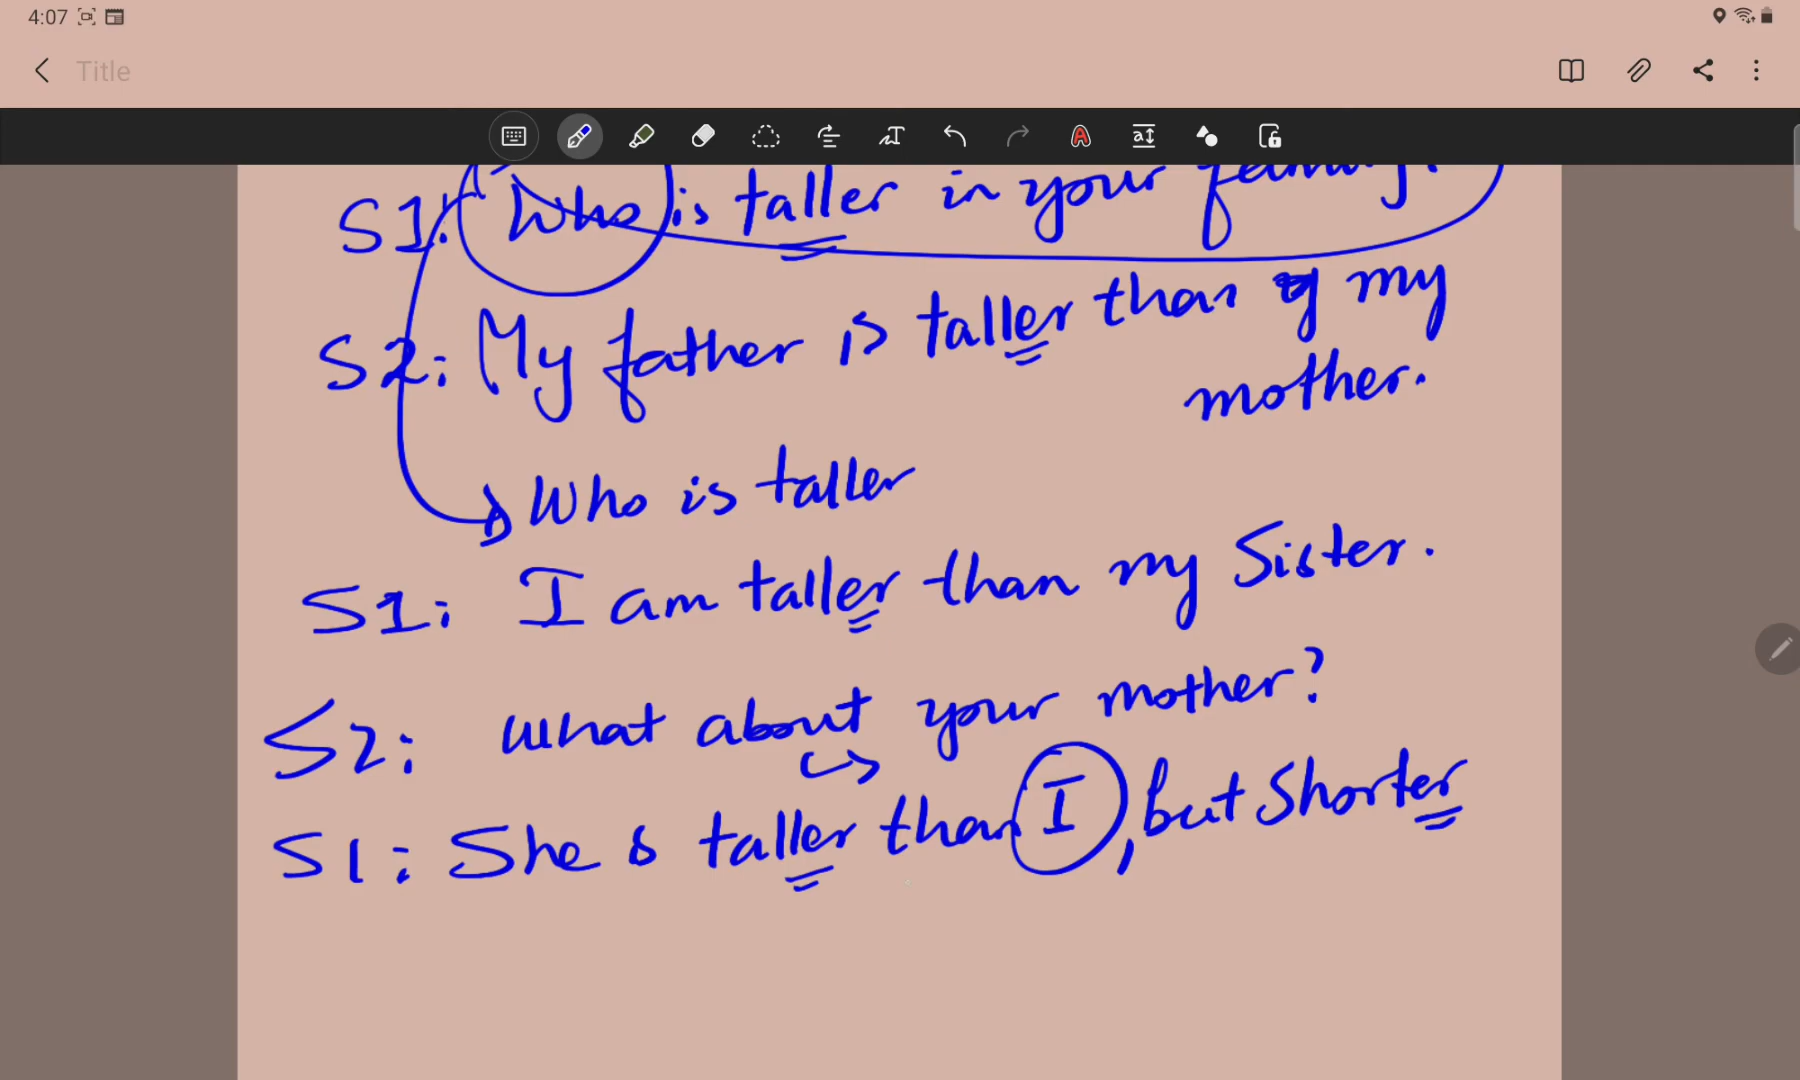 4:07
Title
S1: Who is taller in your family?
S2: My father is taller than my
mother.
Who is taller
S1: I am taller than my Sister.
S2: What about your mother?
S1: She is taller than I, but Shorter